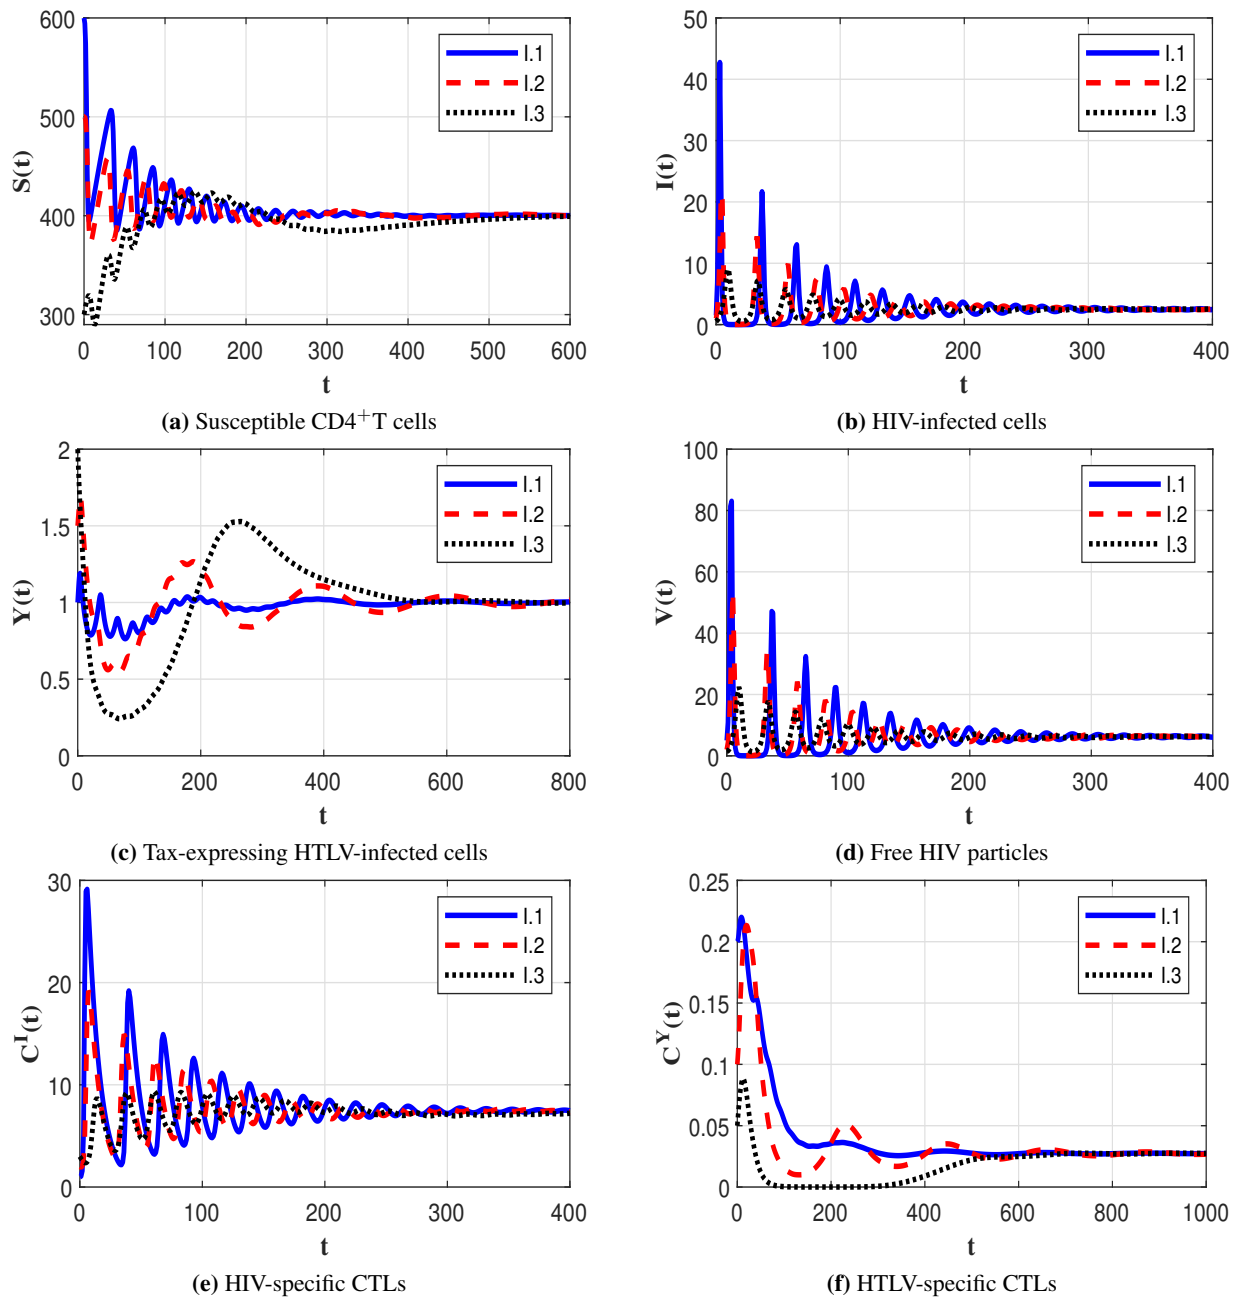 600
500
400
300
S(t)
I.1
I.2
I.3
0 100 200 300 400 500 600
t
(a) Susceptible CD4+T cells
50
40
30
20
10
0
I(t)
I.1
I.2
I.3
0 100 200 300 400
t
(b) HIV-infected cells
2
1.5
1
0.5
0
Y(t)
I.1
I.2
I.3
0 200 400 600 800
t
(c) Tax-expressing HTLV-infected cells
100
80
60
40
20
0
V(t)
I.1
I.2
I.3
0 100 200 300 400
t
(d) Free HIV particles
30
20
10
0
C^I(t)
I.1
I.2
I.3
0 100 200 300 400
t
(e) HIV-specific CTLs
0.25
0.2
0.15
0.1
0.05
0
C^Y(t)
I.1
I.2
I.3
0 200 400 600 800 1000
t
(f) HTLV-specific CTLs